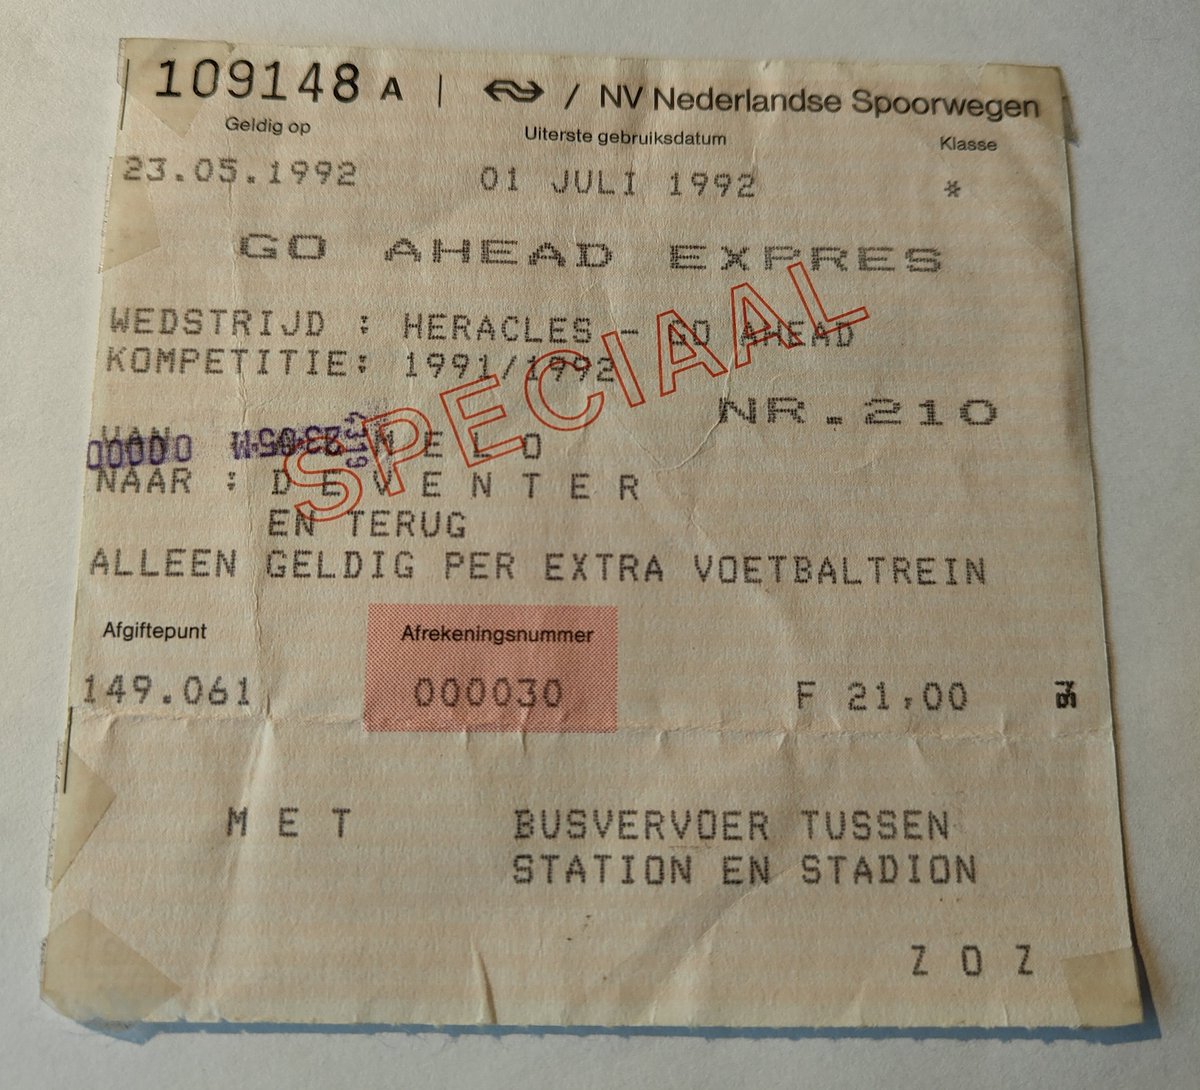 109148 A | / NV Nederlandse Spoorwegen
Geldig op Uiterste gebruiksdatum Klasse
23.05.1992 01 JULI 1992 *
GO AHEAD EXPRES
WEDSTRIJD : HERACLES - GO AHEAD
KOMPETITIE: 1991/1992
SPECIAAL
NR.210
VAN
NAAR : D E V E N T E R
EN TERUG
ALLEEN GELDIG PER EXTRA VOETBALTREIN
Afgiftepunt Afrekeningsnummer
149.061 000030 F 21,00
M E T BUSVERVOER TUSSEN
STATION EN STADION
Z O Z